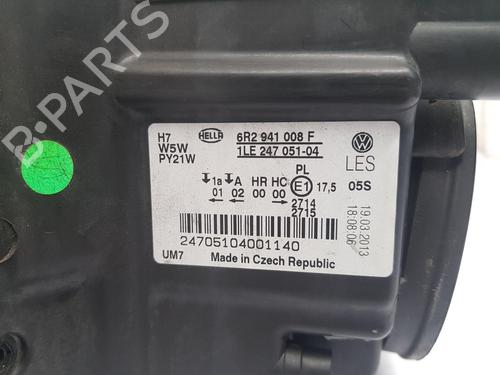 H7
W5W
PY21W
HELLA
6R2 941 008 F
1LE 247 051-04
LES
PL
1a A HR HC E1 17,5 05S
01 02 00 00
2714
2715
24705104001140
UM7 Made in Czech Republic
19.03.2013
18:08:06